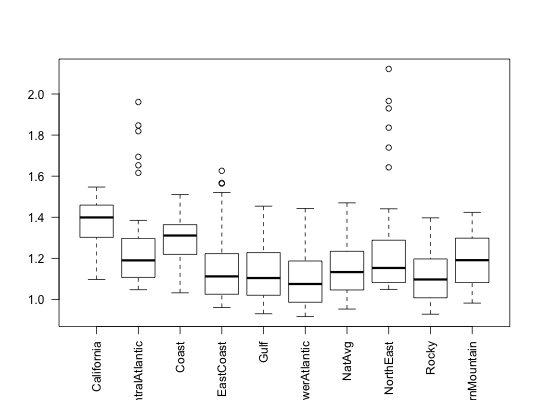 2.0
1.8
1.6
1.4
1.2
1.0
California
ntralAtlantic
Coast
EastCoast
Gulf
werAtlantic
NatAvg
NorthEast
Rocky
rnMountain